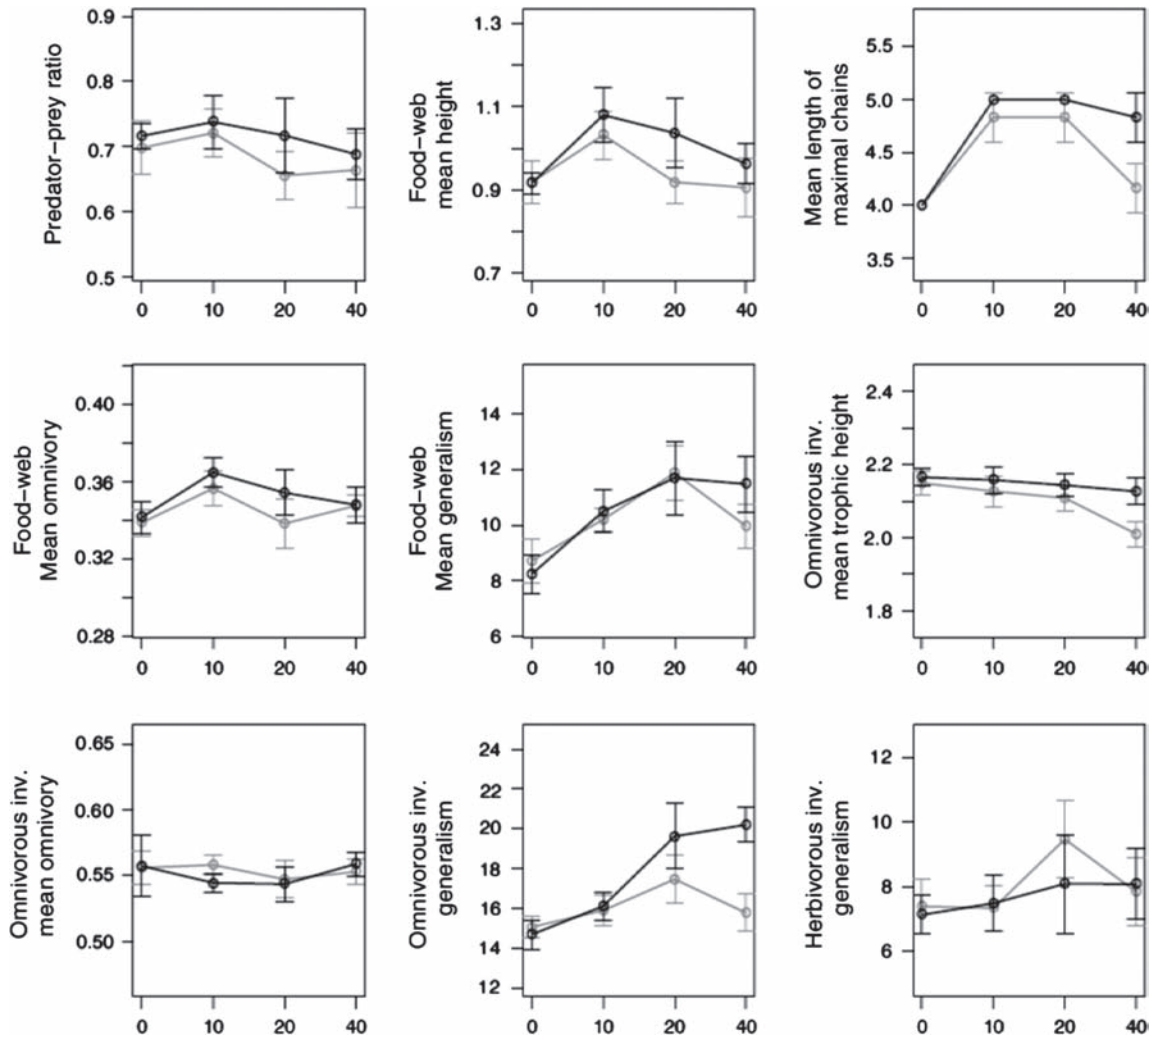 Predator–prey ratio
0.9
0.8
0.7
0.6
0.5
0 10 20 40
Food–web
mean height
1.3
1.1
0.9
0.7
0 10 20 40
Mean length of
maximal chains
5.5
5.0
4.5
4.0
3.5
0 10 20 40
Food–web
Mean omnivory
0.40
0.36
0.32
0.28
0 10 20 40
Food–web
Mean generalism
14
12
10
8
6
0 10 20 40
Omnivorous inv.
mean trophic height
2.4
2.2
2.0
1.8
0 10 20 40
Omnivorous inv.
mean omnivory
0.65
0.60
0.55
0.50
0 10 20 40
Omnivorous inv.
generalism
24
22
20
18
16
14
12
0 10 20 40
Herbivorous inv.
generalism
12
10
8
6
0 10 20 40